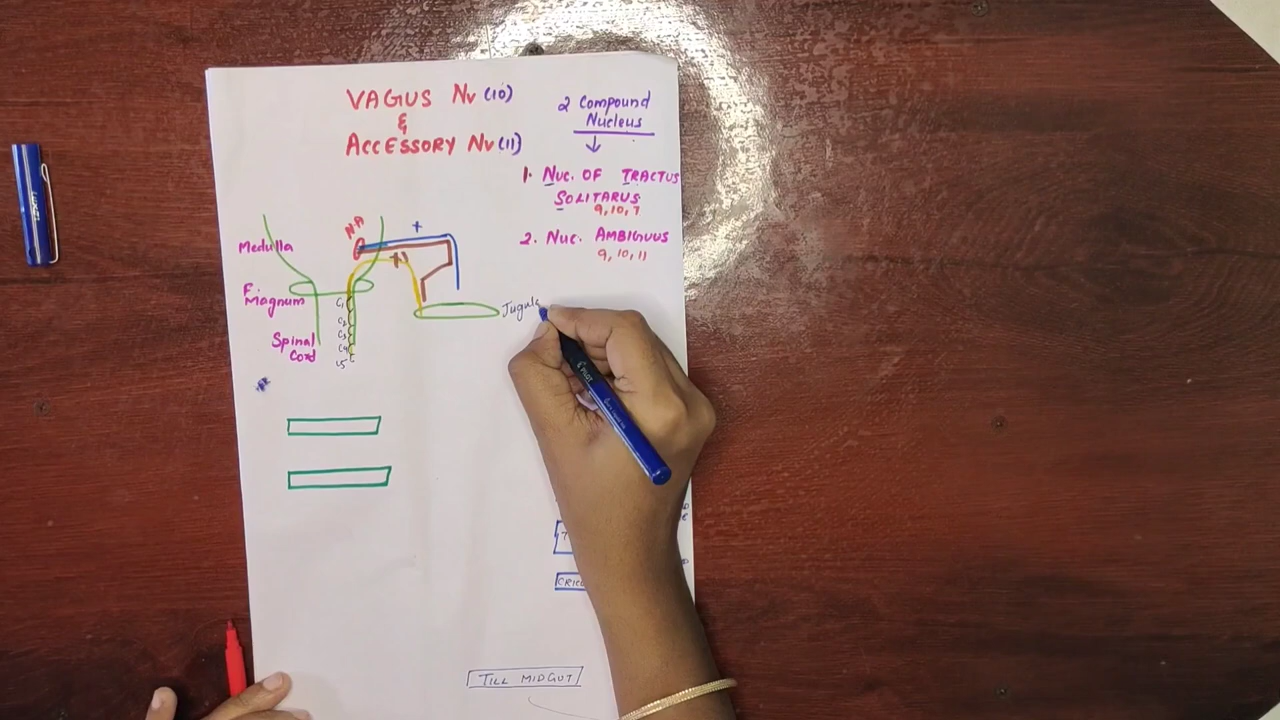 VAGUS Nv (10)
&
ACCESSORY Nv (11)
2 Compound
Nucleus
1. Nuc. OF TRACTUS
SOLITARUS
9, 10, 7
2. Nuc. AMBIGUUS
9, 10, 11
NA
+
Medulla
F. Magnum
Spinal
Cord
C1
C2
C3
C4
C5
Jugul
TILL MIDGUT